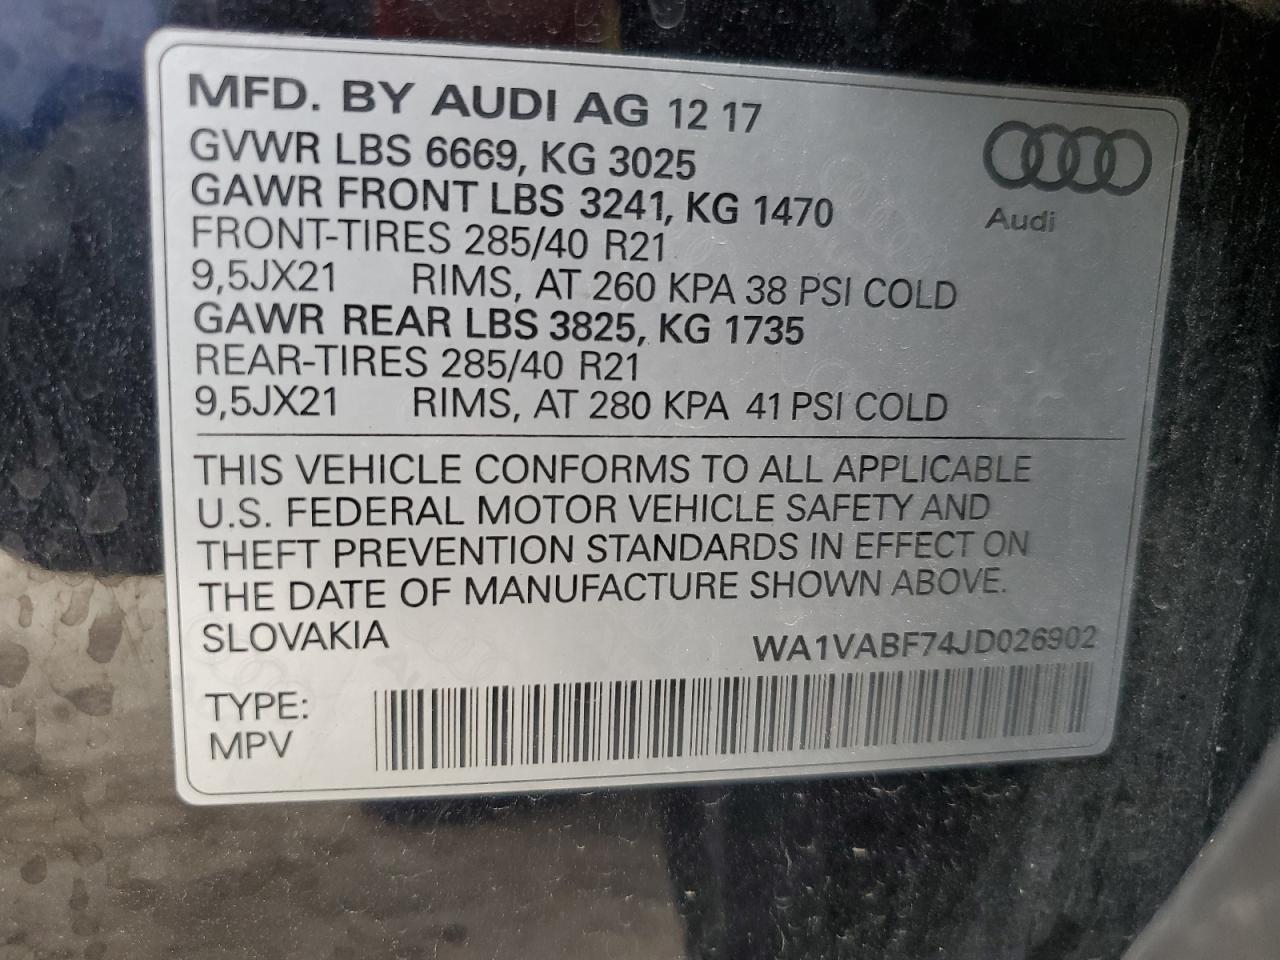 MFD. BY AUDI AG 12 17
GVWR LBS 6669, KG 3025
GAWR FRONT LBS 3241, KG 1470
FRONT-TIRES 285/40 R21
9,5JX21 RIMS, AT 260 KPA 38 PSI COLD
GAWR REAR LBS 3825, KG 1735
REAR-TIRES 285/40 R21
9,5JX21 RIMS, AT 280 KPA 41 PSI COLD
Audi
THIS VEHICLE CONFORMS TO ALL APPLICABLE
U.S. FEDERAL MOTOR VEHICLE SAFETY AND
THEFT PREVENTION STANDARDS IN EFFECT ON
THE DATE OF MANUFACTURE SHOWN ABOVE.
SLOVAKIA WA1VABF74JD026902
TYPE:
MPV